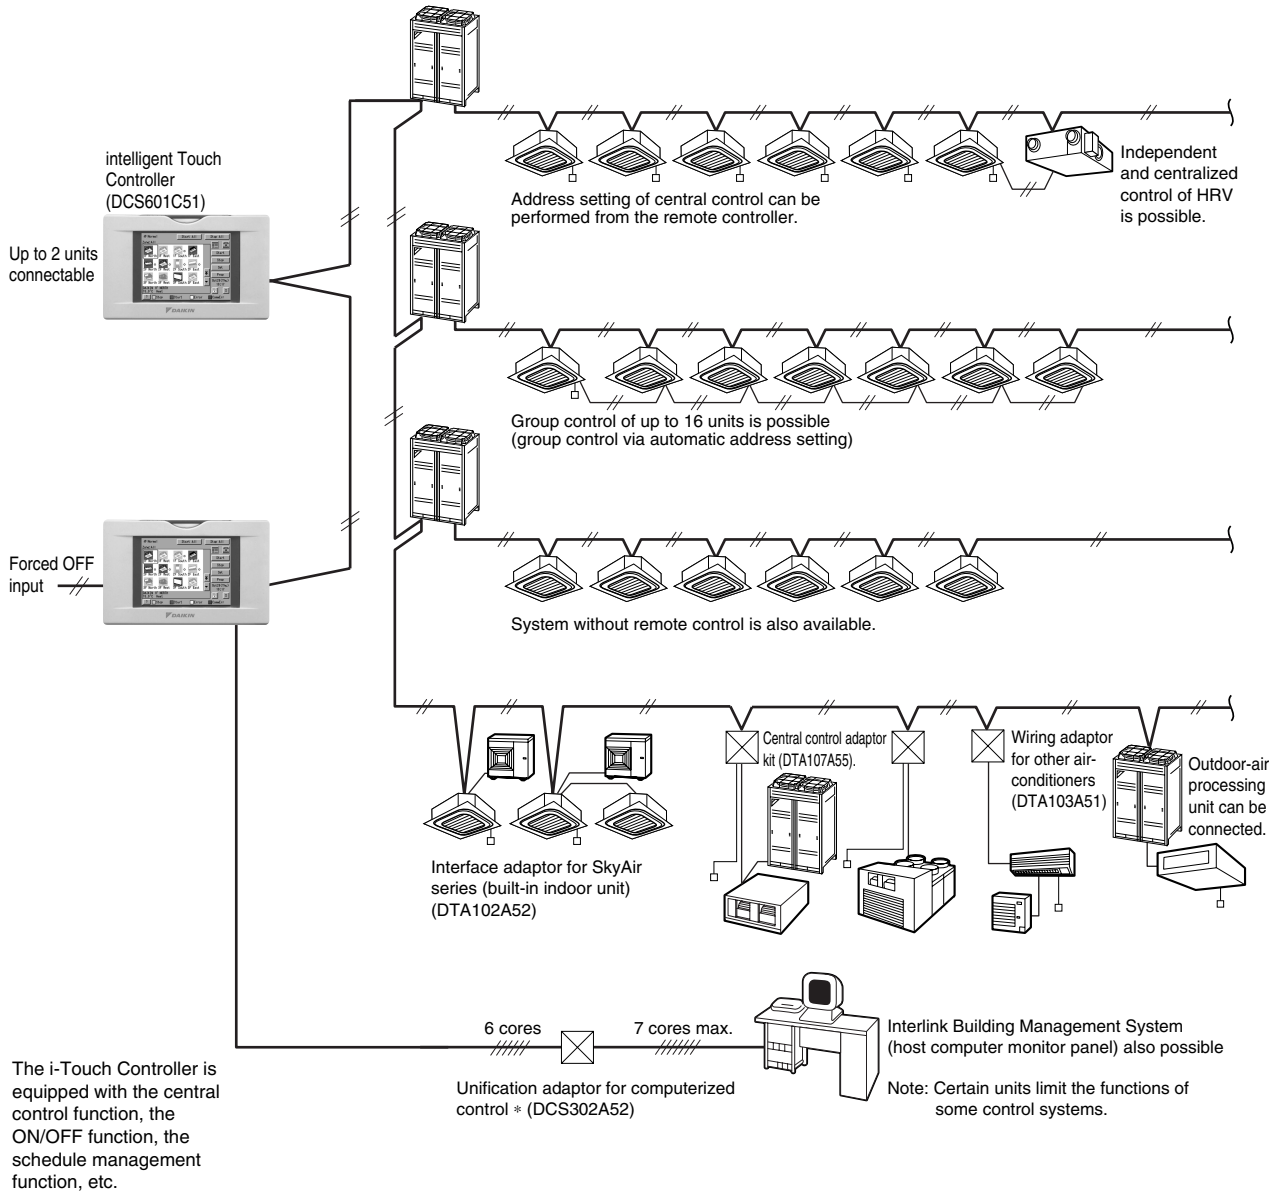 intelligent Touch
Controller
(DCS601C51)
Up to 2 units
connectable
DAIKIN
Independent
and centralized
control of HRV
is possible.
Address setting of central control can be
performed from the remote controller.
Group control of up to 16 units is possible
(group control via automatic address setting)
Forced OFF
input
DAIKIN
System without remote control is also available.
Central control adaptor
kit (DTA107A55).
Wiring adaptor
for other air-
conditioners
(DTA103A51)
Outdoor-air
processing
unit can be
connected.
Interface adaptor for SkyAir
series (built-in indoor unit)
(DTA102A52)
6 cores
7 cores max.
Interlink Building Management System
(host computer monitor panel) also possible
Unification adaptor for computerized
control * (DCS302A52)
Note: Certain units limit the functions of
some control systems.
The i-Touch Controller is
equipped with the central
control function, the
ON/OFF function, the
schedule management
function, etc.